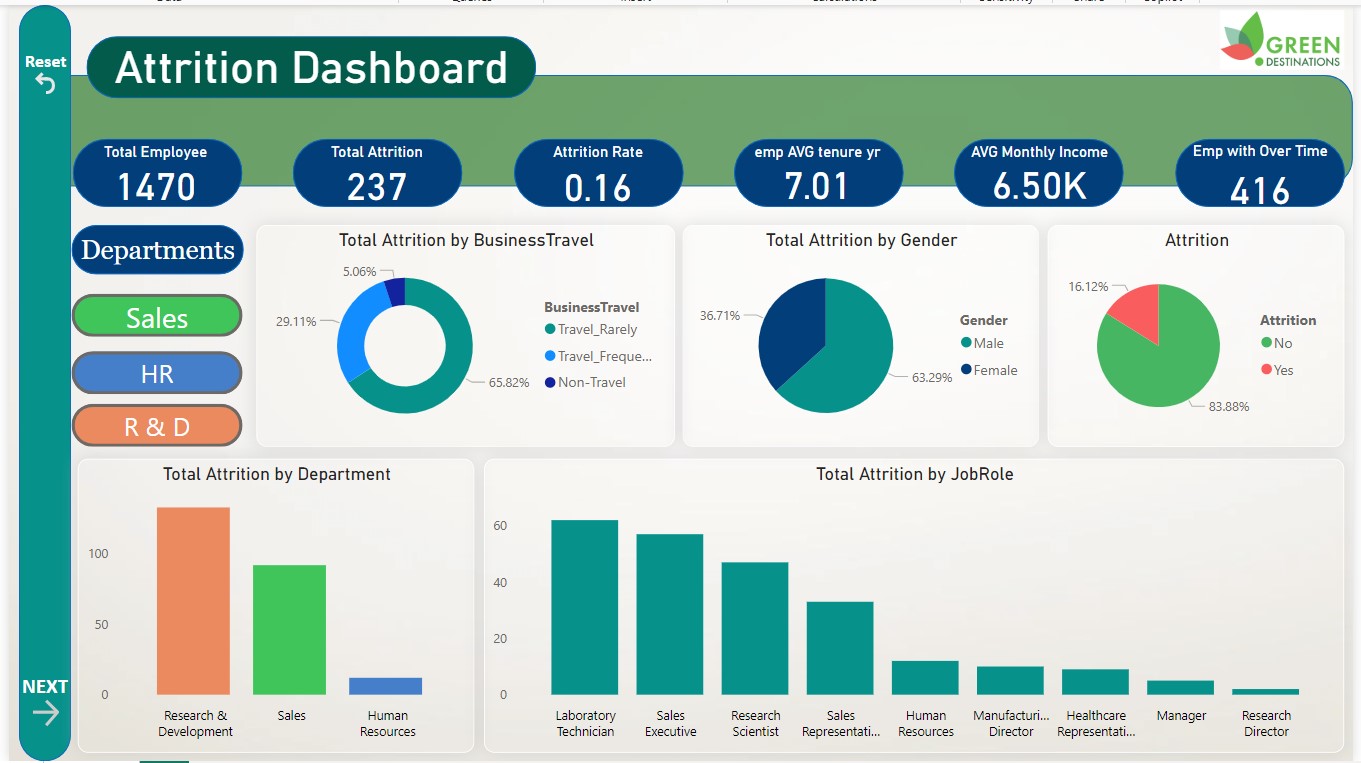 Reset
Attrition Dashboard
GREEN
DESTINATIONS
Total Employee
1470
Total Attrition
237
Attrition Rate
0.16
emp AVG tenure yr
7.01
AVG Monthly Income
6.50K
Emp with Over Time
416
Departments
Sales
HR
R & D
Total Attrition by BusinessTravel
5.06%
29.11%
65.82%
BusinessTravel
Travel_Rarely
Travel_Freque...
Non-Travel
Total Attrition by Gender
36.71%
63.29%
Gender
Male
Female
Attrition
16.12%
83.88%
Attrition
No
Yes
Total Attrition by Department
100
50
0
Research &
Development
Sales
Human
Resources
Total Attrition by JobRole
60
40
20
0
Laboratory
Technician
Sales
Executive
Research
Scientist
Sales
Representati...
Human
Resources
Manufacturi...
Director
Healthcare
Representati...
Manager
Research
Director
NEXT